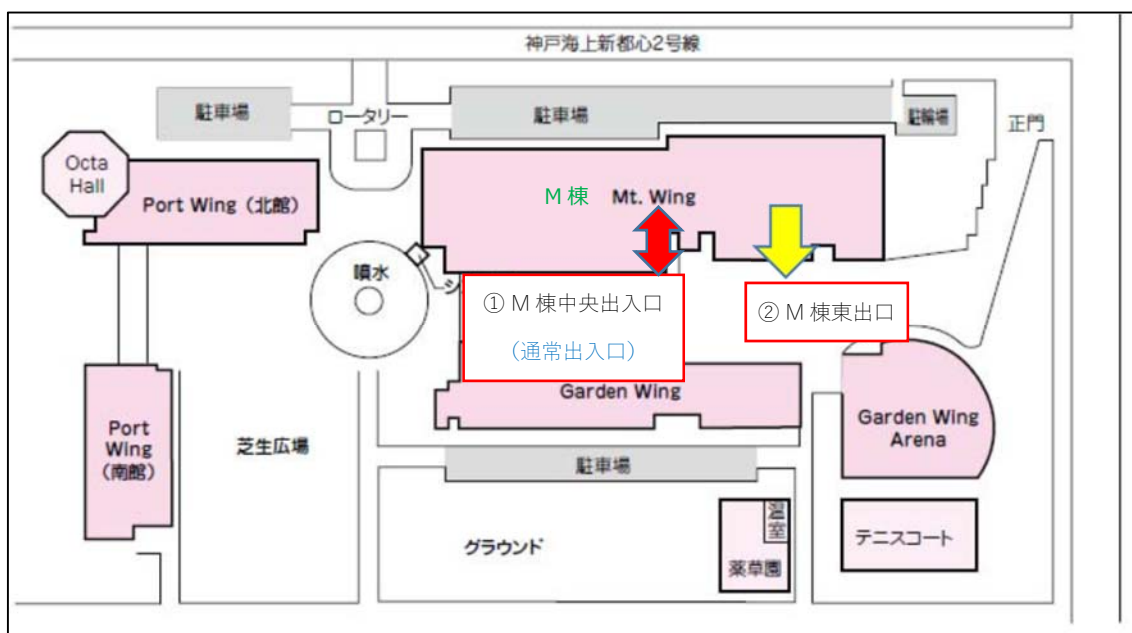 神戸海上新都心2号線
駐車場
ロータリー
駐車場
駐輪場
正門
Octa
Hall
Port Wing (北館)
M 棟 Mt. Wing
噴水
シ
① M 棟中央出入口
(通常出入口)
② M 棟東出口
Garden Wing
Port
Wing
(南館)
芝生広場
Garden Wing
Arena
駐車場
グラウンド
温室
薬草園
テニスコート